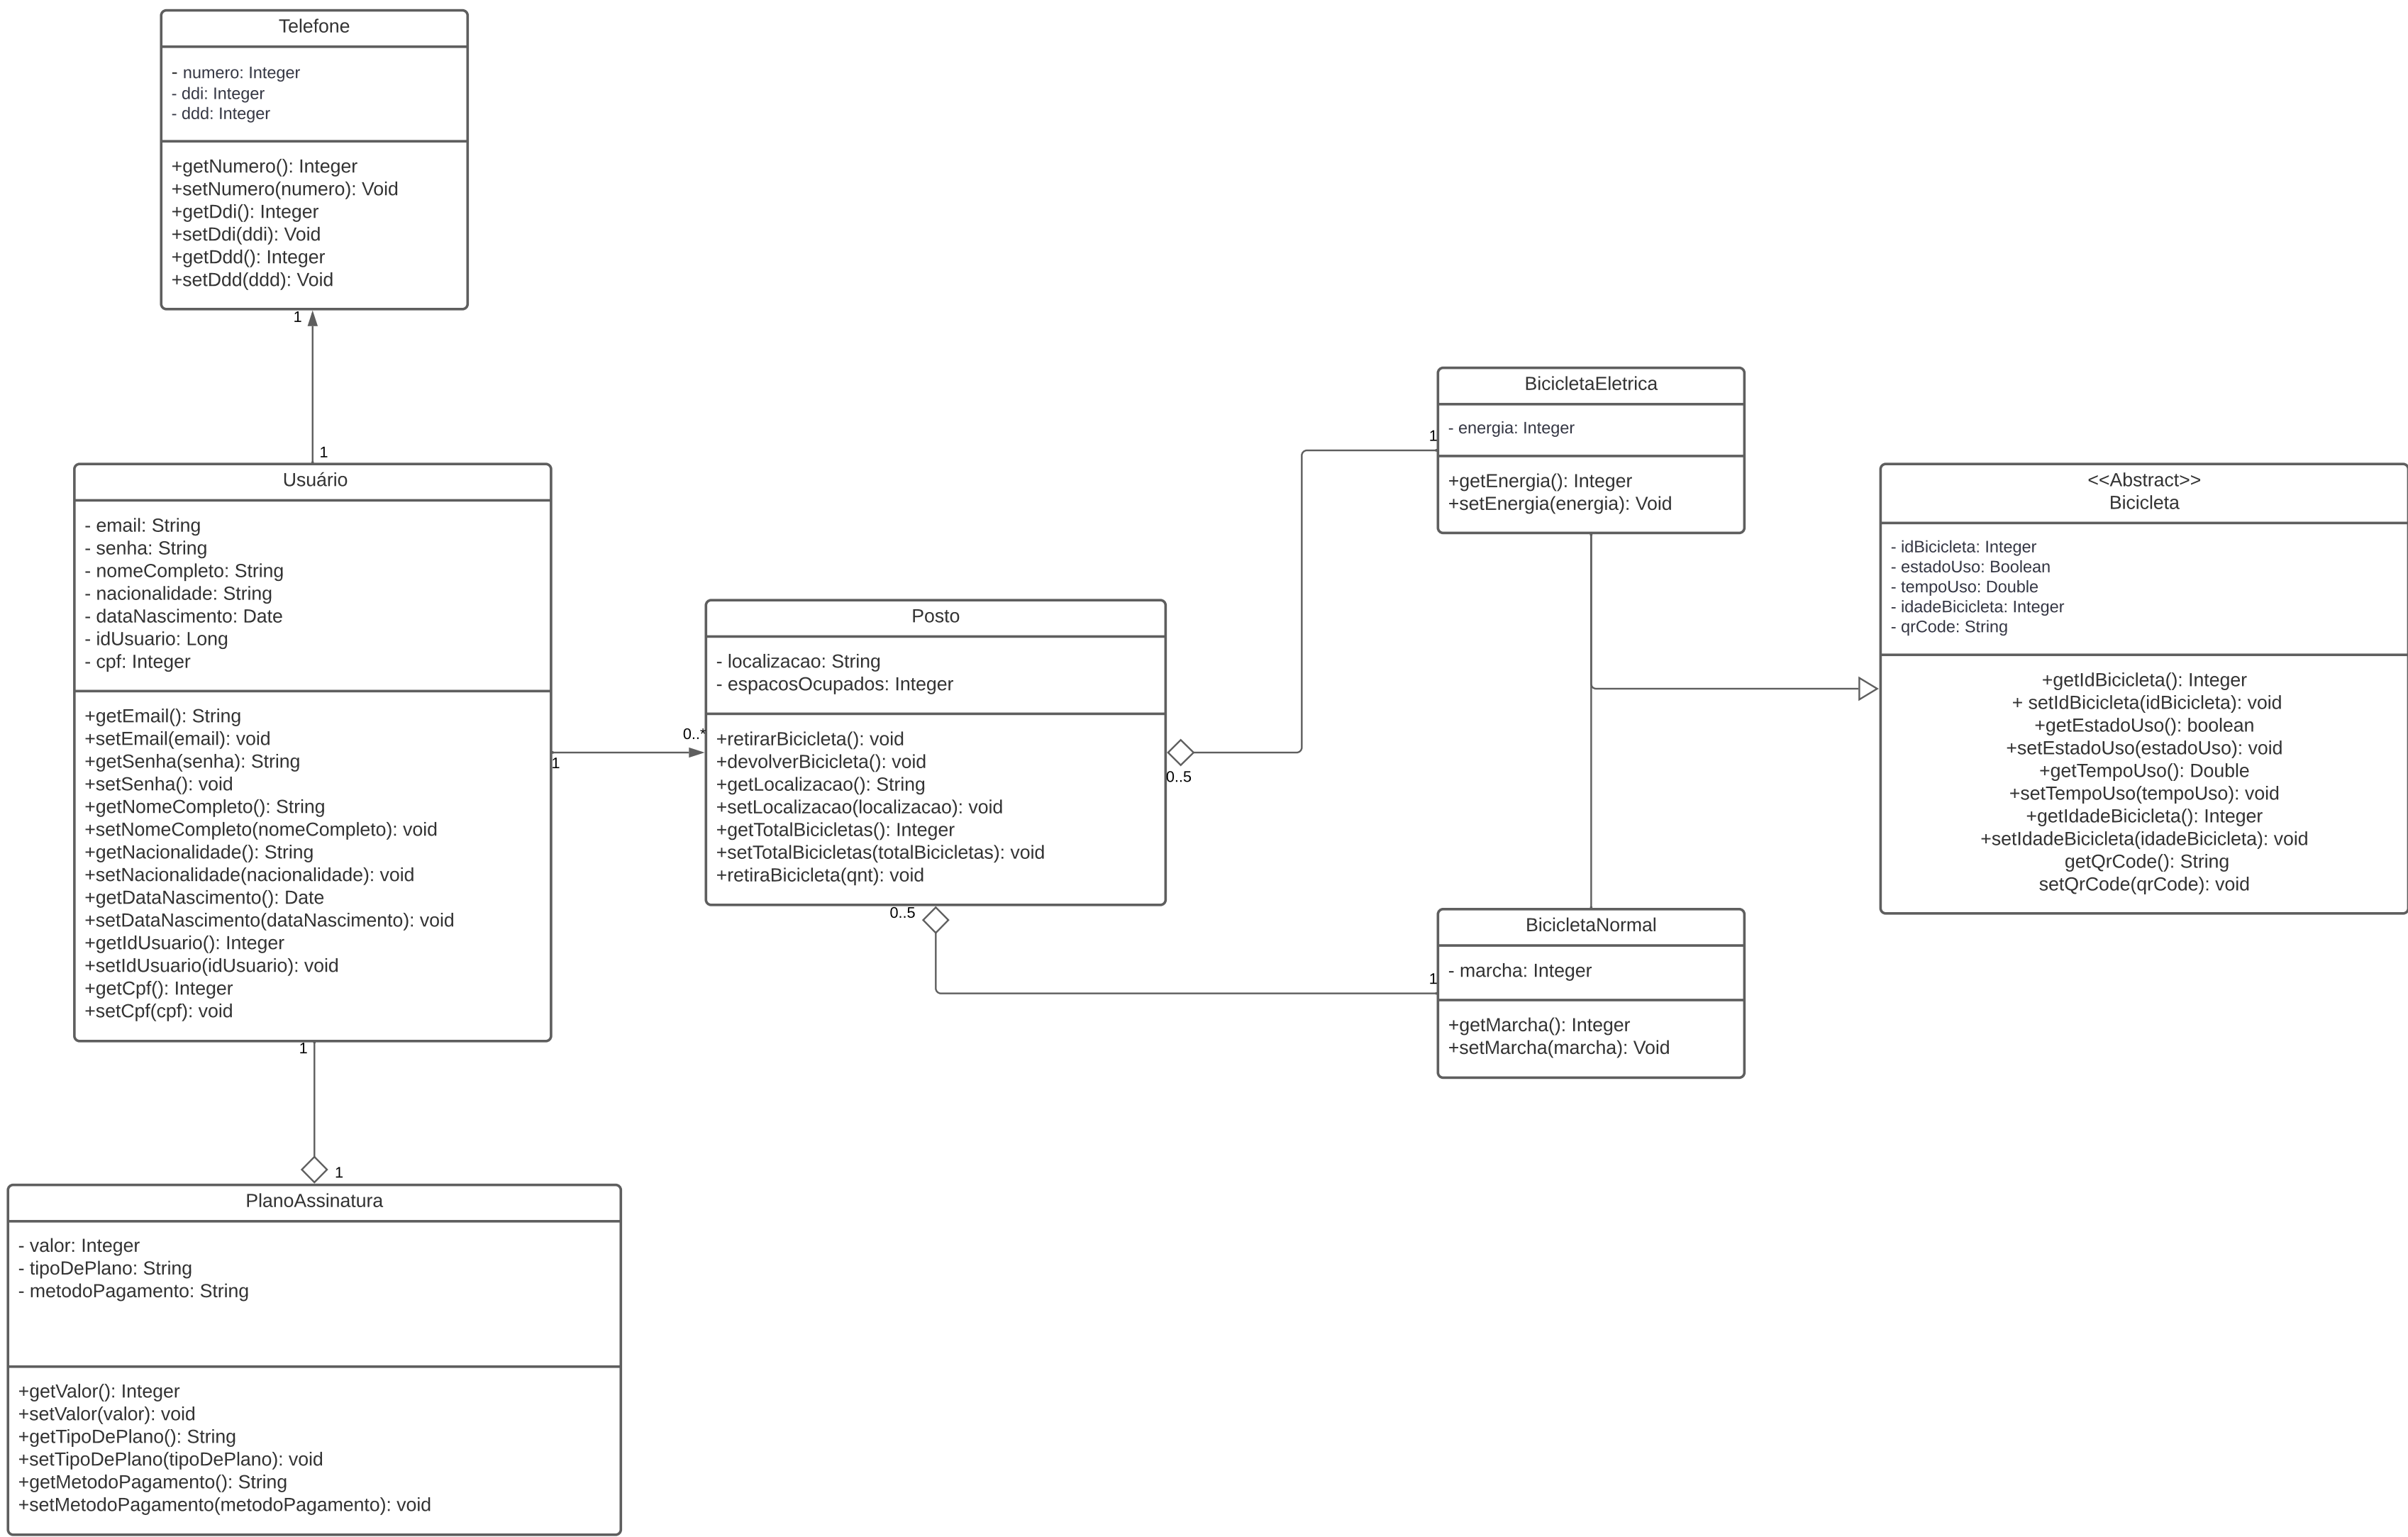 Telefone
- numero: Integer
- ddi: Integer
- ddd: Integer
+getNumero(): Integer
+setNumero(numero): Void
+getDdi(): Integer
+setDdi(ddi): Void
+getDdd(): Integer
+setDdd(ddd): Void
1
1
Usuário
- email: String
- senha: String
- nomeCompleto: String
- nacionalidade: String
- dataNascimento: Date
- idUsuario: Long
- cpf: Integer
+getEmail(): String
+setEmail(email): void
+getSenha(senha): String
+setSenha(): void
+getNomeCompleto(): String
+setNomeCompleto(nomeCompleto): void
+getNacionalidade(): String
+setNacionalidade(nacionalidade): void
+getDataNascimento(): Date
+setDataNascimento(dataNascimento): void
+getIdUsuario(): Integer
+setIdUsuario(idUsuario): void
+getCpf(): Integer
+setCpf(cpf): void
1
1
PlanoAssinatura
- valor: Integer
- tipoDePlano: String
- metodoPagamento: String
+getValor(): Integer
+setValor(valor): void
+getTipoDePlano(): String
+setTipoDePlano(tipoDePlano): void
+getMetodoPagamento(): String
+setMetodoPagamento(metodoPagamento): void
1
0..*
Posto
- localizacao: String
- espacosOcupados: Integer
+retirarBicicleta(): void
+devolverBicicleta(): void
+getLocalizacao(): String
+setLocalizacao(localizacao): void
+getTotalBicicletas(): Integer
+setTotalBicicletas(totalBicicletas): void
+retiraBicicleta(qnt): void
0..5
0..5
1
BicicletaEletrica
- energia: Integer
+getEnergia(): Integer
+setEnergia(energia): Void
1
BicicletaNormal
- marcha: Integer
+getMarcha(): Integer
+setMarcha(marcha): Void
<<Abstract>>
Bicicleta
- idBicicleta: Integer
- estadoUso: Boolean
- tempoUso: Double
- idadeBicicleta: Integer
- qrCode: String
+getIdBicicleta(): Integer
+ setIdBicicleta(idBicicleta): void
+getEstadoUso(): boolean
+setEstadoUso(estadoUso): void
+getTempoUso(): Double
+setTempoUso(tempoUso): void
+getIdadeBicicleta(): Integer
+setIdadeBicicleta(idadeBicicleta): void
getQrCode(): String
setQrCode(qrCode): void